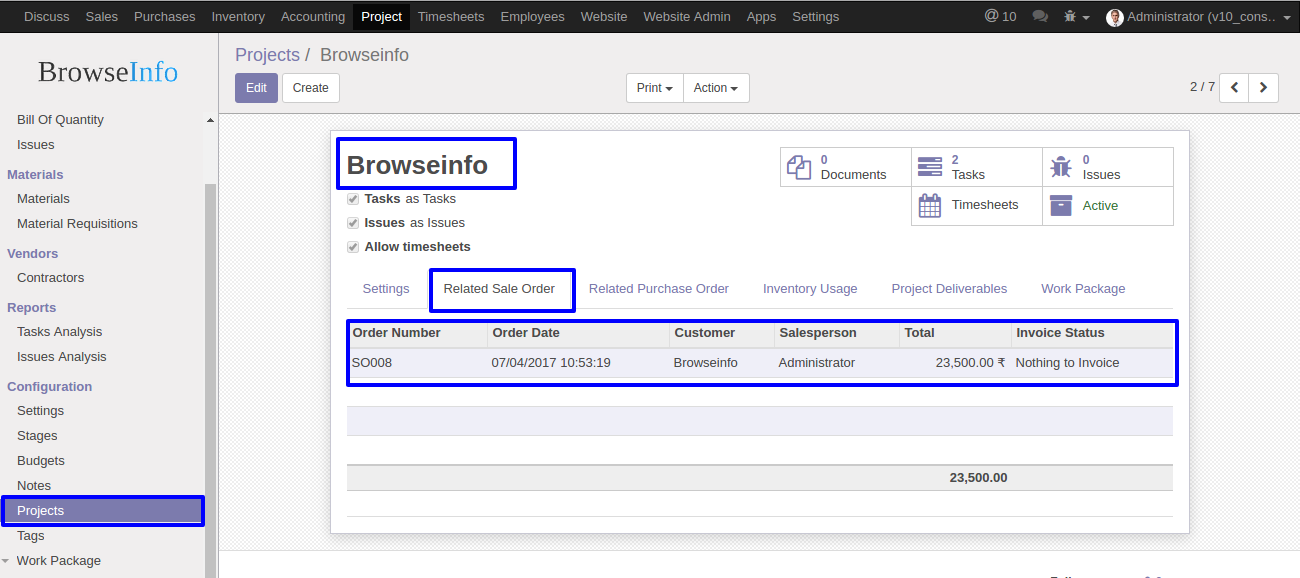 Discuss Sales Purchases Inventory Accounting Project Timesheets Employees Website Website Admin Apps Settings @ 10 Administrator (v10_cons..
BrowseInfo
Bill Of Quantity
Issues
Materials
Materials
Material Requisitions
Vendors
Contractors
Reports
Tasks Analysis
Issues Analysis
Configuration
Settings
Stages
Budgets
Notes
Projects
Tags
Work Package
Projects / Browseinfo
Edit Create Print Action 2 / 7
Browseinfo
0 Documents
2 Tasks
0 Issues
Timesheets
Active
Tasks as Tasks
Issues as Issues
Allow timesheets
Settings Related Sale Order Related Purchase Order Inventory Usage Project Deliverables Work Package
Order Number Order Date Customer Salesperson Total Invoice Status
SO008 07/04/2017 10:53:19 Browseinfo Administrator 23,500.00 ₹ Nothing to Invoice
23,500.00